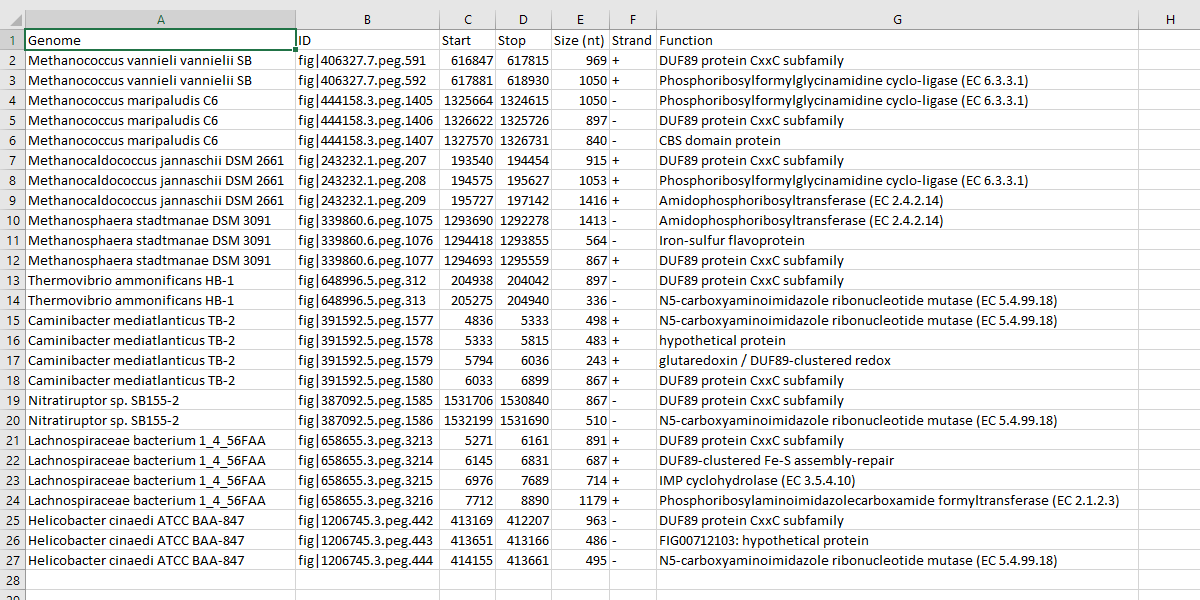 A B C D E F G H
1 Genome ID Start Stop Size (nt) Strand Function
2 Methanococcus vannieli vannielii SB fig|406327.7.peg.591 616847 617815 969 + DUF89 protein CxxC subfamily
3 Methanococcus vannieli vannielii SB fig|406327.7.peg.592 617881 618930 1050 + Phosphoribosylformylglycinamidine cyclo-ligase (EC 6.3.3.1)
4 Methanococcus maripaludis C6 fig|444158.3.peg.1405 1325664 1324615 1050 - Phosphoribosylformylglycinamidine cyclo-ligase (EC 6.3.3.1)
5 Methanococcus maripaludis C6 fig|444158.3.peg.1406 1326622 1325726 897 - DUF89 protein CxxC subfamily
6 Methanococcus maripaludis C6 fig|444158.3.peg.1407 1327570 1326731 840 - CBS domain protein
7 Methanocaldococcus jannaschii DSM 2661 fig|243232.1.peg.207 193540 194454 915 + DUF89 protein CxxC subfamily
8 Methanocaldococcus jannaschii DSM 2661 fig|243232.1.peg.208 194575 195627 1053 + Phosphoribosylformylglycinamidine cyclo-ligase (EC 6.3.3.1)
9 Methanocaldococcus jannaschii DSM 2661 fig|243232.1.peg.209 195727 197142 1416 + Amidophosphoribosyltransferase (EC 2.4.2.14)
10 Methanosphaera stadtmanae DSM 3091 fig|339860.6.peg.1075 1293690 1292278 1413 - Amidophosphoribosyltransferase (EC 2.4.2.14)
11 Methanosphaera stadtmanae DSM 3091 fig|339860.6.peg.1076 1294418 1293855 564 - Iron-sulfur flavoprotein
12 Methanosphaera stadtmanae DSM 3091 fig|339860.6.peg.1077 1294693 1295559 867 + DUF89 protein CxxC subfamily
13 Thermovibrio ammonificans HB-1 fig|648996.5.peg.312 204938 204042 897 - DUF89 protein CxxC subfamily
14 Thermovibrio ammonificans HB-1 fig|648996.5.peg.313 205275 204940 336 - N5-carboxyaminoimidazole ribonucleotide mutase (EC 5.4.99.18)
15 Caminibacter mediatlanticus TB-2 fig|391592.5.peg.1577 4836 5333 498 + N5-carboxyaminoimidazole ribonucleotide mutase (EC 5.4.99.18)
16 Caminibacter mediatlanticus TB-2 fig|391592.5.peg.1578 5333 5815 483 + hypothetical protein
17 Caminibacter mediatlanticus TB-2 fig|391592.5.peg.1579 5794 6036 243 + glutaredoxin / DUF89-clustered redox
18 Caminibacter mediatlanticus TB-2 fig|391592.5.peg.1580 6033 6899 867 + DUF89 protein CxxC subfamily
19 Nitratiruptor sp. SB155-2 fig|387092.5.peg.1585 1531706 1530840 867 - DUF89 protein CxxC subfamily
20 Nitratiruptor sp. SB155-2 fig|387092.5.peg.1586 1532199 1531690 510 - N5-carboxyaminoimidazole ribonucleotide mutase (EC 5.4.99.18)
21 Lachnospiraceae bacterium 1_4_56FAA fig|658655.3.peg.3213 5271 6161 891 + DUF89 protein CxxC subfamily
22 Lachnospiraceae bacterium 1_4_56FAA fig|658655.3.peg.3214 6145 6831 687 + DUF89-clustered Fe-S assembly-repair
23 Lachnospiraceae bacterium 1_4_56FAA fig|658655.3.peg.3215 6976 7689 714 + IMP cyclohydrolase (EC 3.5.4.10)
24 Lachnospiraceae bacterium 1_4_56FAA fig|658655.3.peg.3216 7712 8890 1179 + Phosphoribosylaminoimidazolecarboxamide formyltransferase (EC 2.1.2.3)
25 Helicobacter cinaedi ATCC BAA-847 fig|1206745.3.peg.442 413169 412207 963 - DUF89 protein CxxC subfamily
26 Helicobacter cinaedi ATCC BAA-847 fig|1206745.3.peg.443 413651 413166 486 - FIG00712103: hypothetical protein
27 Helicobacter cinaedi ATCC BAA-847 fig|1206745.3.peg.444 414155 413661 495 - N5-carboxyaminoimidazole ribonucleotide mutase (EC 5.4.99.18)
28